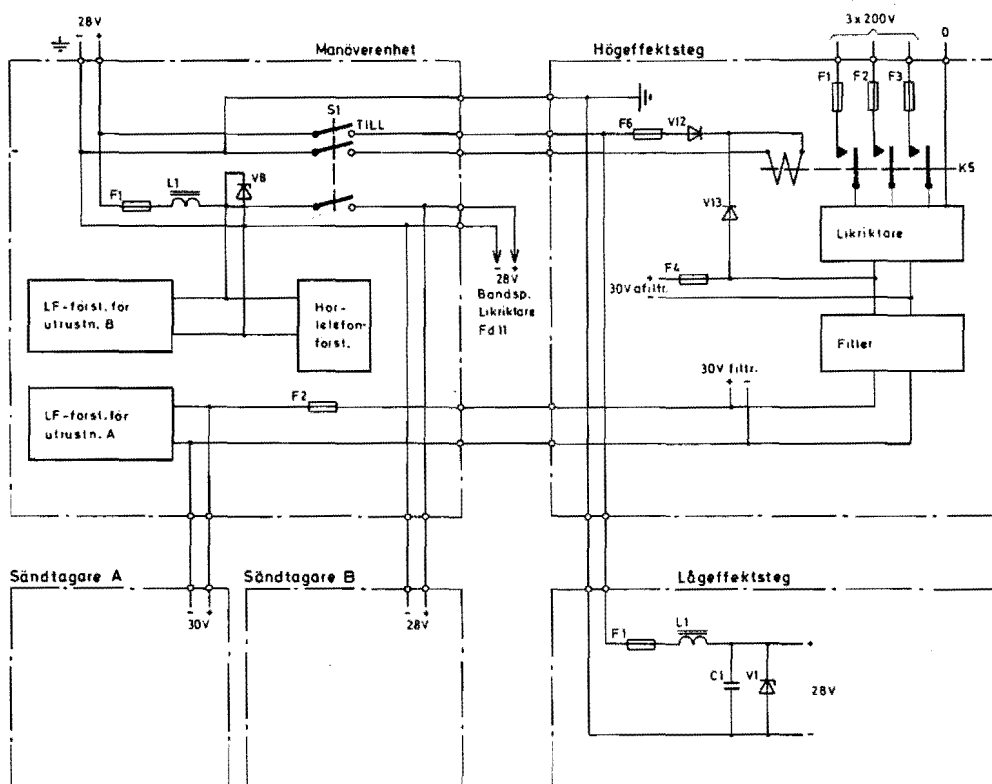 28V
- +
Manöverenhet
Högeffektsteg
3x200V
0
F1
F2
F3
S1
TILL
F6
V12
K5
F1
L1
V8
V13
Likriktare
F4
+
30V ofiltr.
-
- +
28V
Bandsp.
Likriktare
Fd 11
LF-först. för
utrustn. B
Hör-
telefon-
först.
Filter
30V filtr.
+ -
F2
LF-först. för
utrustn. A
Sändtagare A
Sändtagare B
Lågeffektsteg
- +
30V
- +
28V
F1
L1
+
C1
V1
28V
-